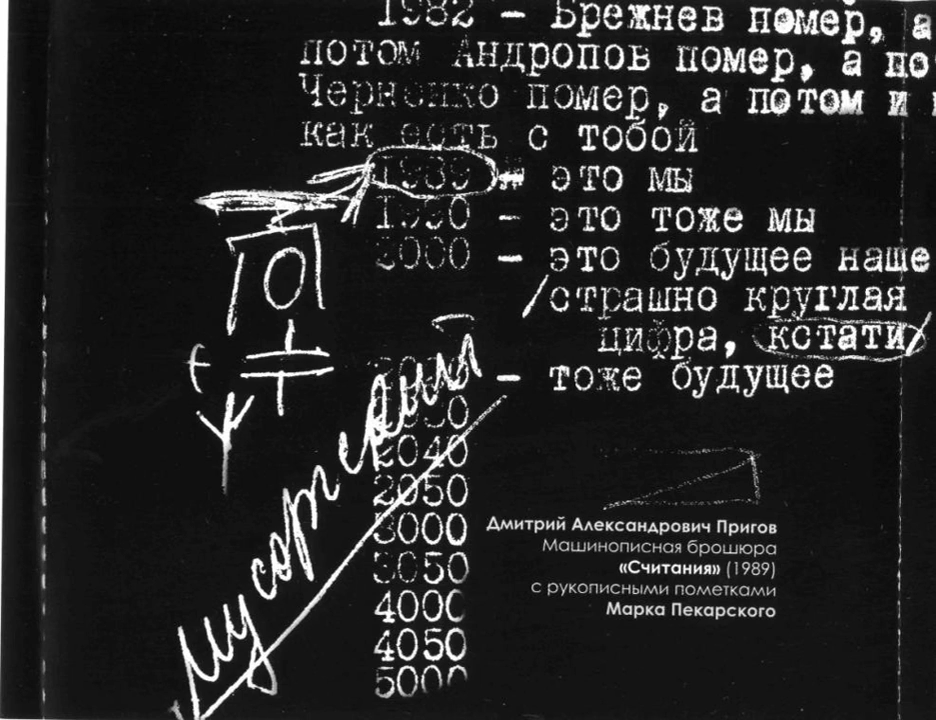 1982 — Брежнев помер, а
потом Андропов помер, а по
Черненко помер, а потом и
как есть с тобой
1989 — это мы
1990 — это тоже мы
2000 — это будущее наше
страшно круглая
цифра, кстати
— тоже будущее
2040
2050
3000
3050
4000
4050
5000
Мусоргский
Дмитрий Александрович Пригов
Машинописная брошюра
«Считания» (1989)
с рукописными пометками
Марка Пекарского